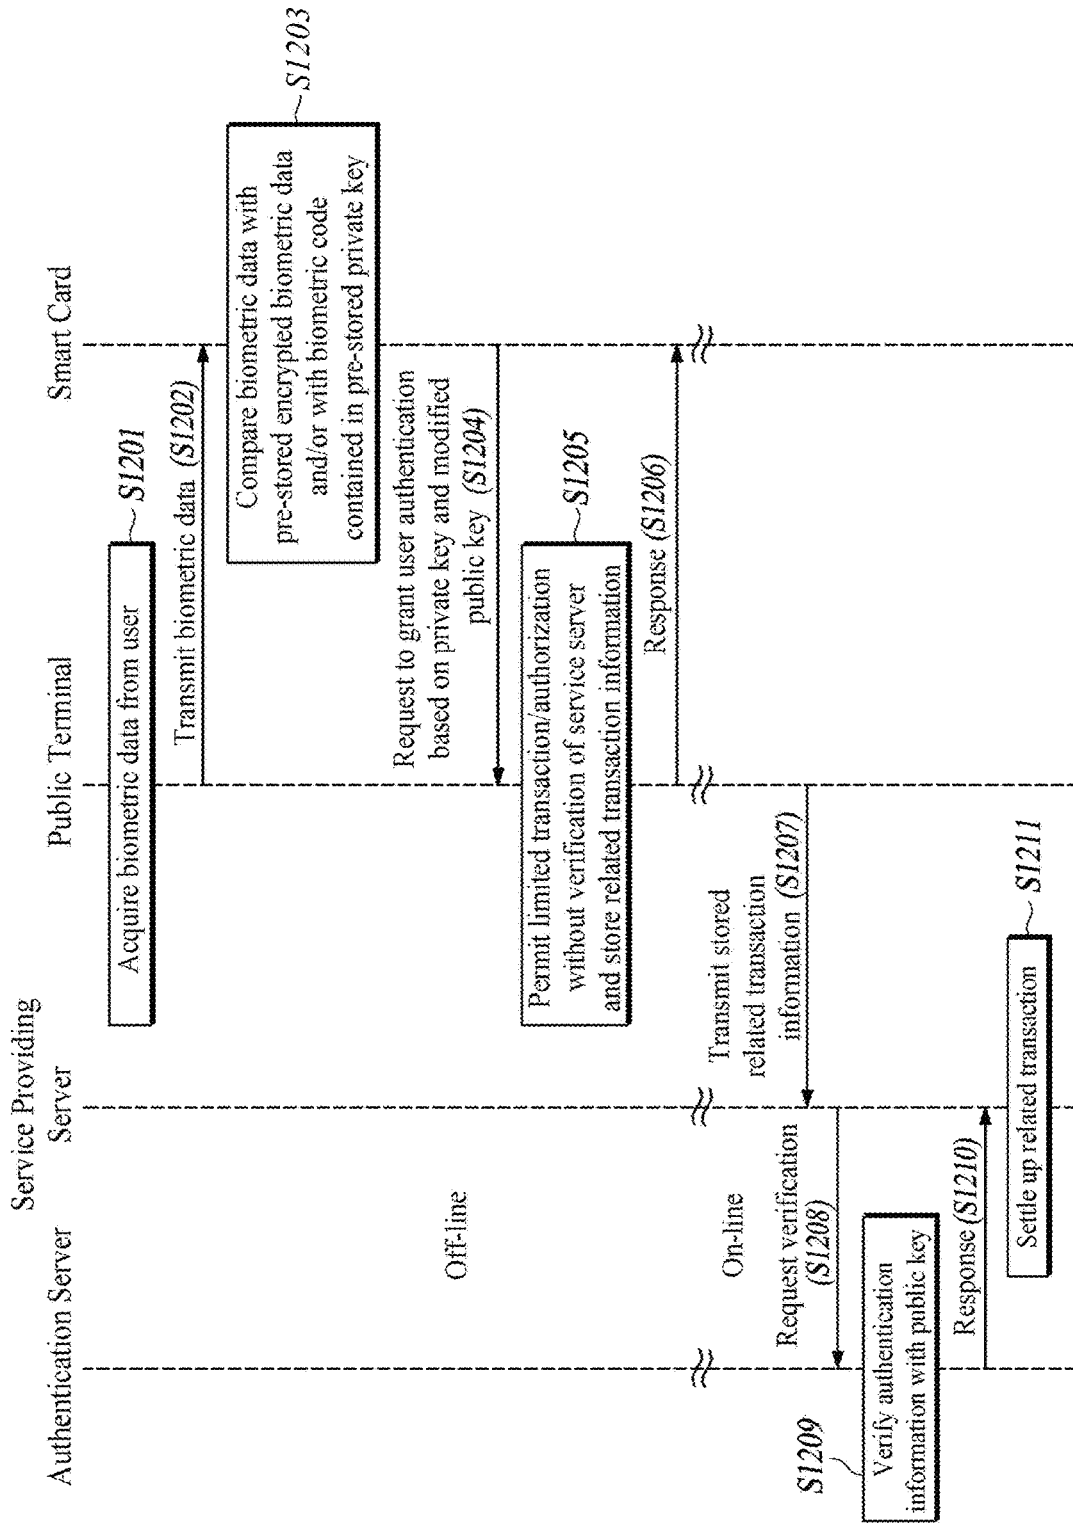 Authentication Server
Service Providing
Server
Public Terminal
Smart Card
Acquire biometric data from user
S1201
Transmit biometric data (S1202)
Compare biometric data with
pre-stored encrypted biometric data
and/or with biometric code
contained in pre-stored private key
S1203
Request to grant user authentication
based on private key and modified
public key (S1204)
Off-line
Permit limited transaction/authorization
without verification of service server
and store related transaction information
S1205
Response (S1206)
On-line
Transmit stored
related transaction
information (S1207)
Request verification
(S1208)
S1209
Verify authentication
information with public key
Response (S1210)
Settle up related transaction
S1211